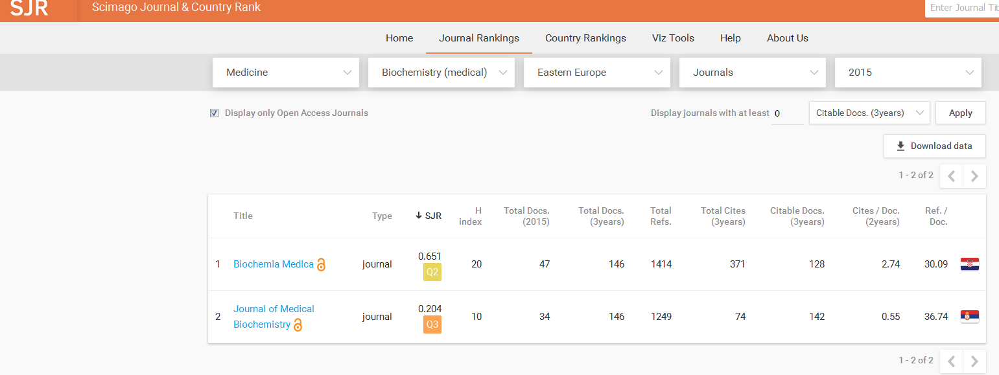 SJR Scimago Journal & Country Rank Enter Journal Tit
Home Journal Rankings Country Rankings Viz Tools Help About Us
Medicine Biochemistry (medical) Eastern Europe Journals 2015
Display only Open Access Journals Display journals with at least 0 Citable Docs. (3years) Apply
Download data
1 - 2 of 2
Title Type SJR H index Total Docs. (2015) Total Docs. (3years) Total Refs. Total Cites (3years) Citable Docs. (3years) Cites / Doc. (2years) Ref. / Doc.
1 Biochemia Medica journal 0.651 Q2 20 47 146 1414 371 128 2.74 30.09
2 Journal of Medical Biochemistry journal 0.204 Q3 10 34 146 1249 74 142 0.55 36.74
1 - 2 of 2